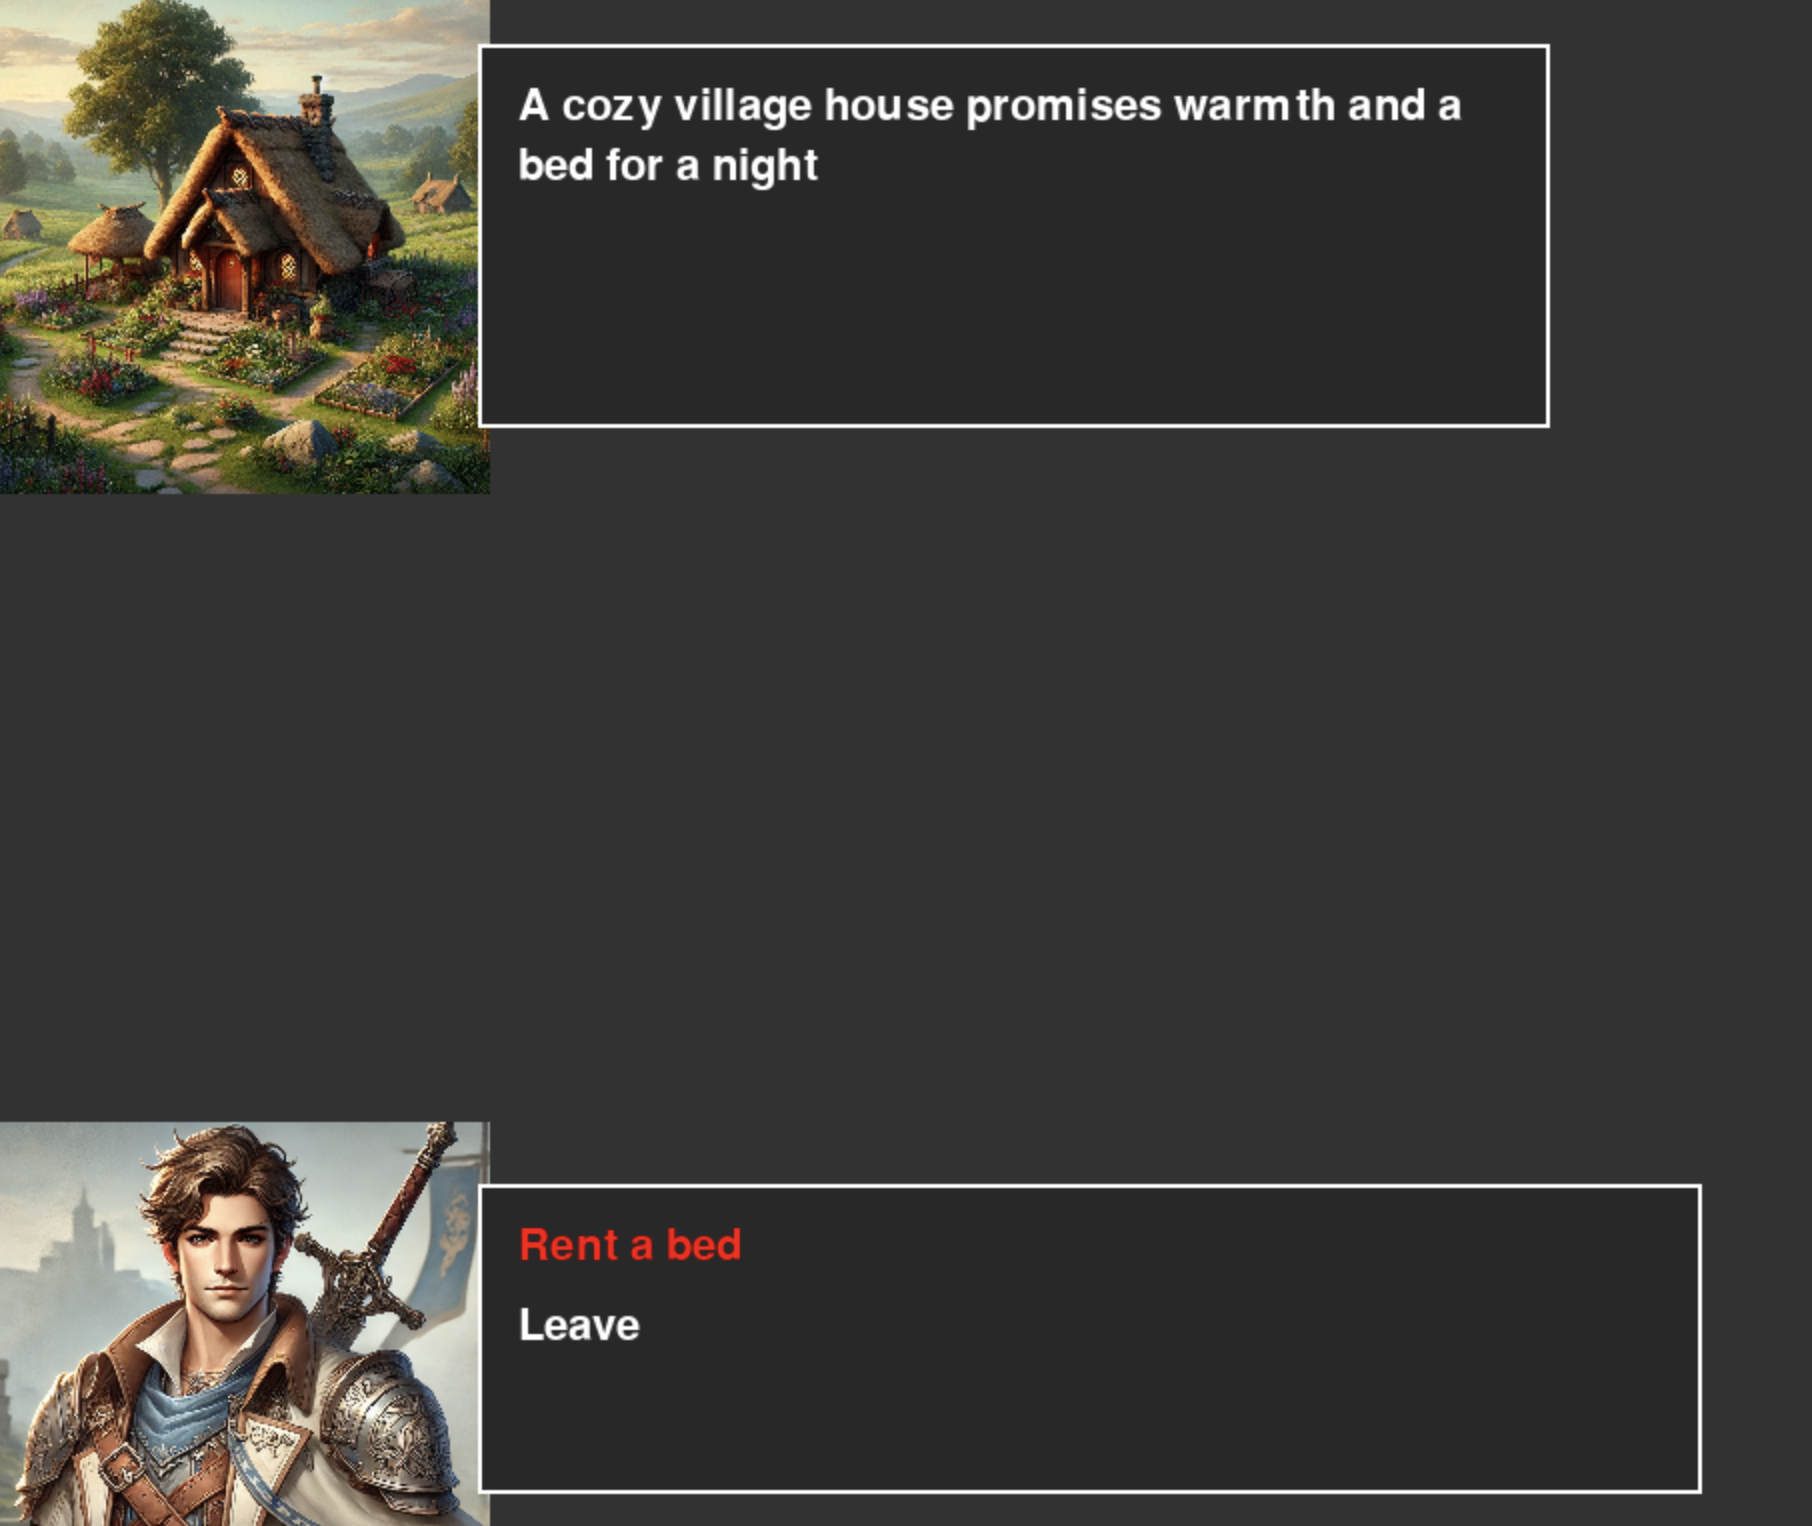 A cozy village house promises warmth and a
bed for a night
Rent a bed
Leave